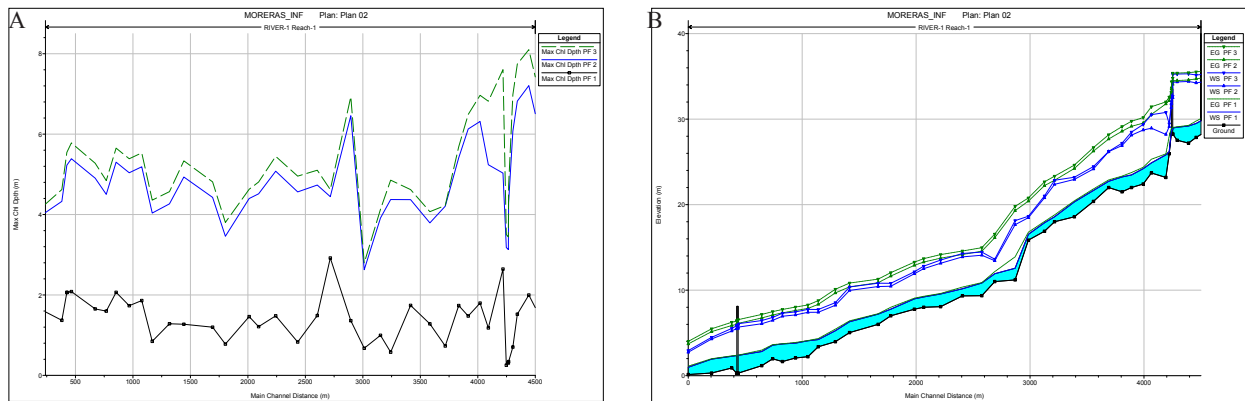 A
MORERAS_INF Plan: Plan 02
RIVER-1 Reach-1
Legend
Max Chl Dpth PF 3
Max Chl Dpth PF 2
Max Chl Dpth PF 1
Max Chl Dpth (m)
8
6
4
2
0
500 1000 1500 2000 2500 3000 3500 4000 4500
Main Channel Distance (m)
B
MORERAS_INF Plan: Plan 02
RIVER-1 Reach-1
Legend
EG PF 3
EG PF 2
WS PF 3
WS PF 2
EG PF 1
WS PF 1
Ground
Elevation (m)
40
30
20
10
0
0 1000 2000 3000 4000
Main Channel Distance (m)